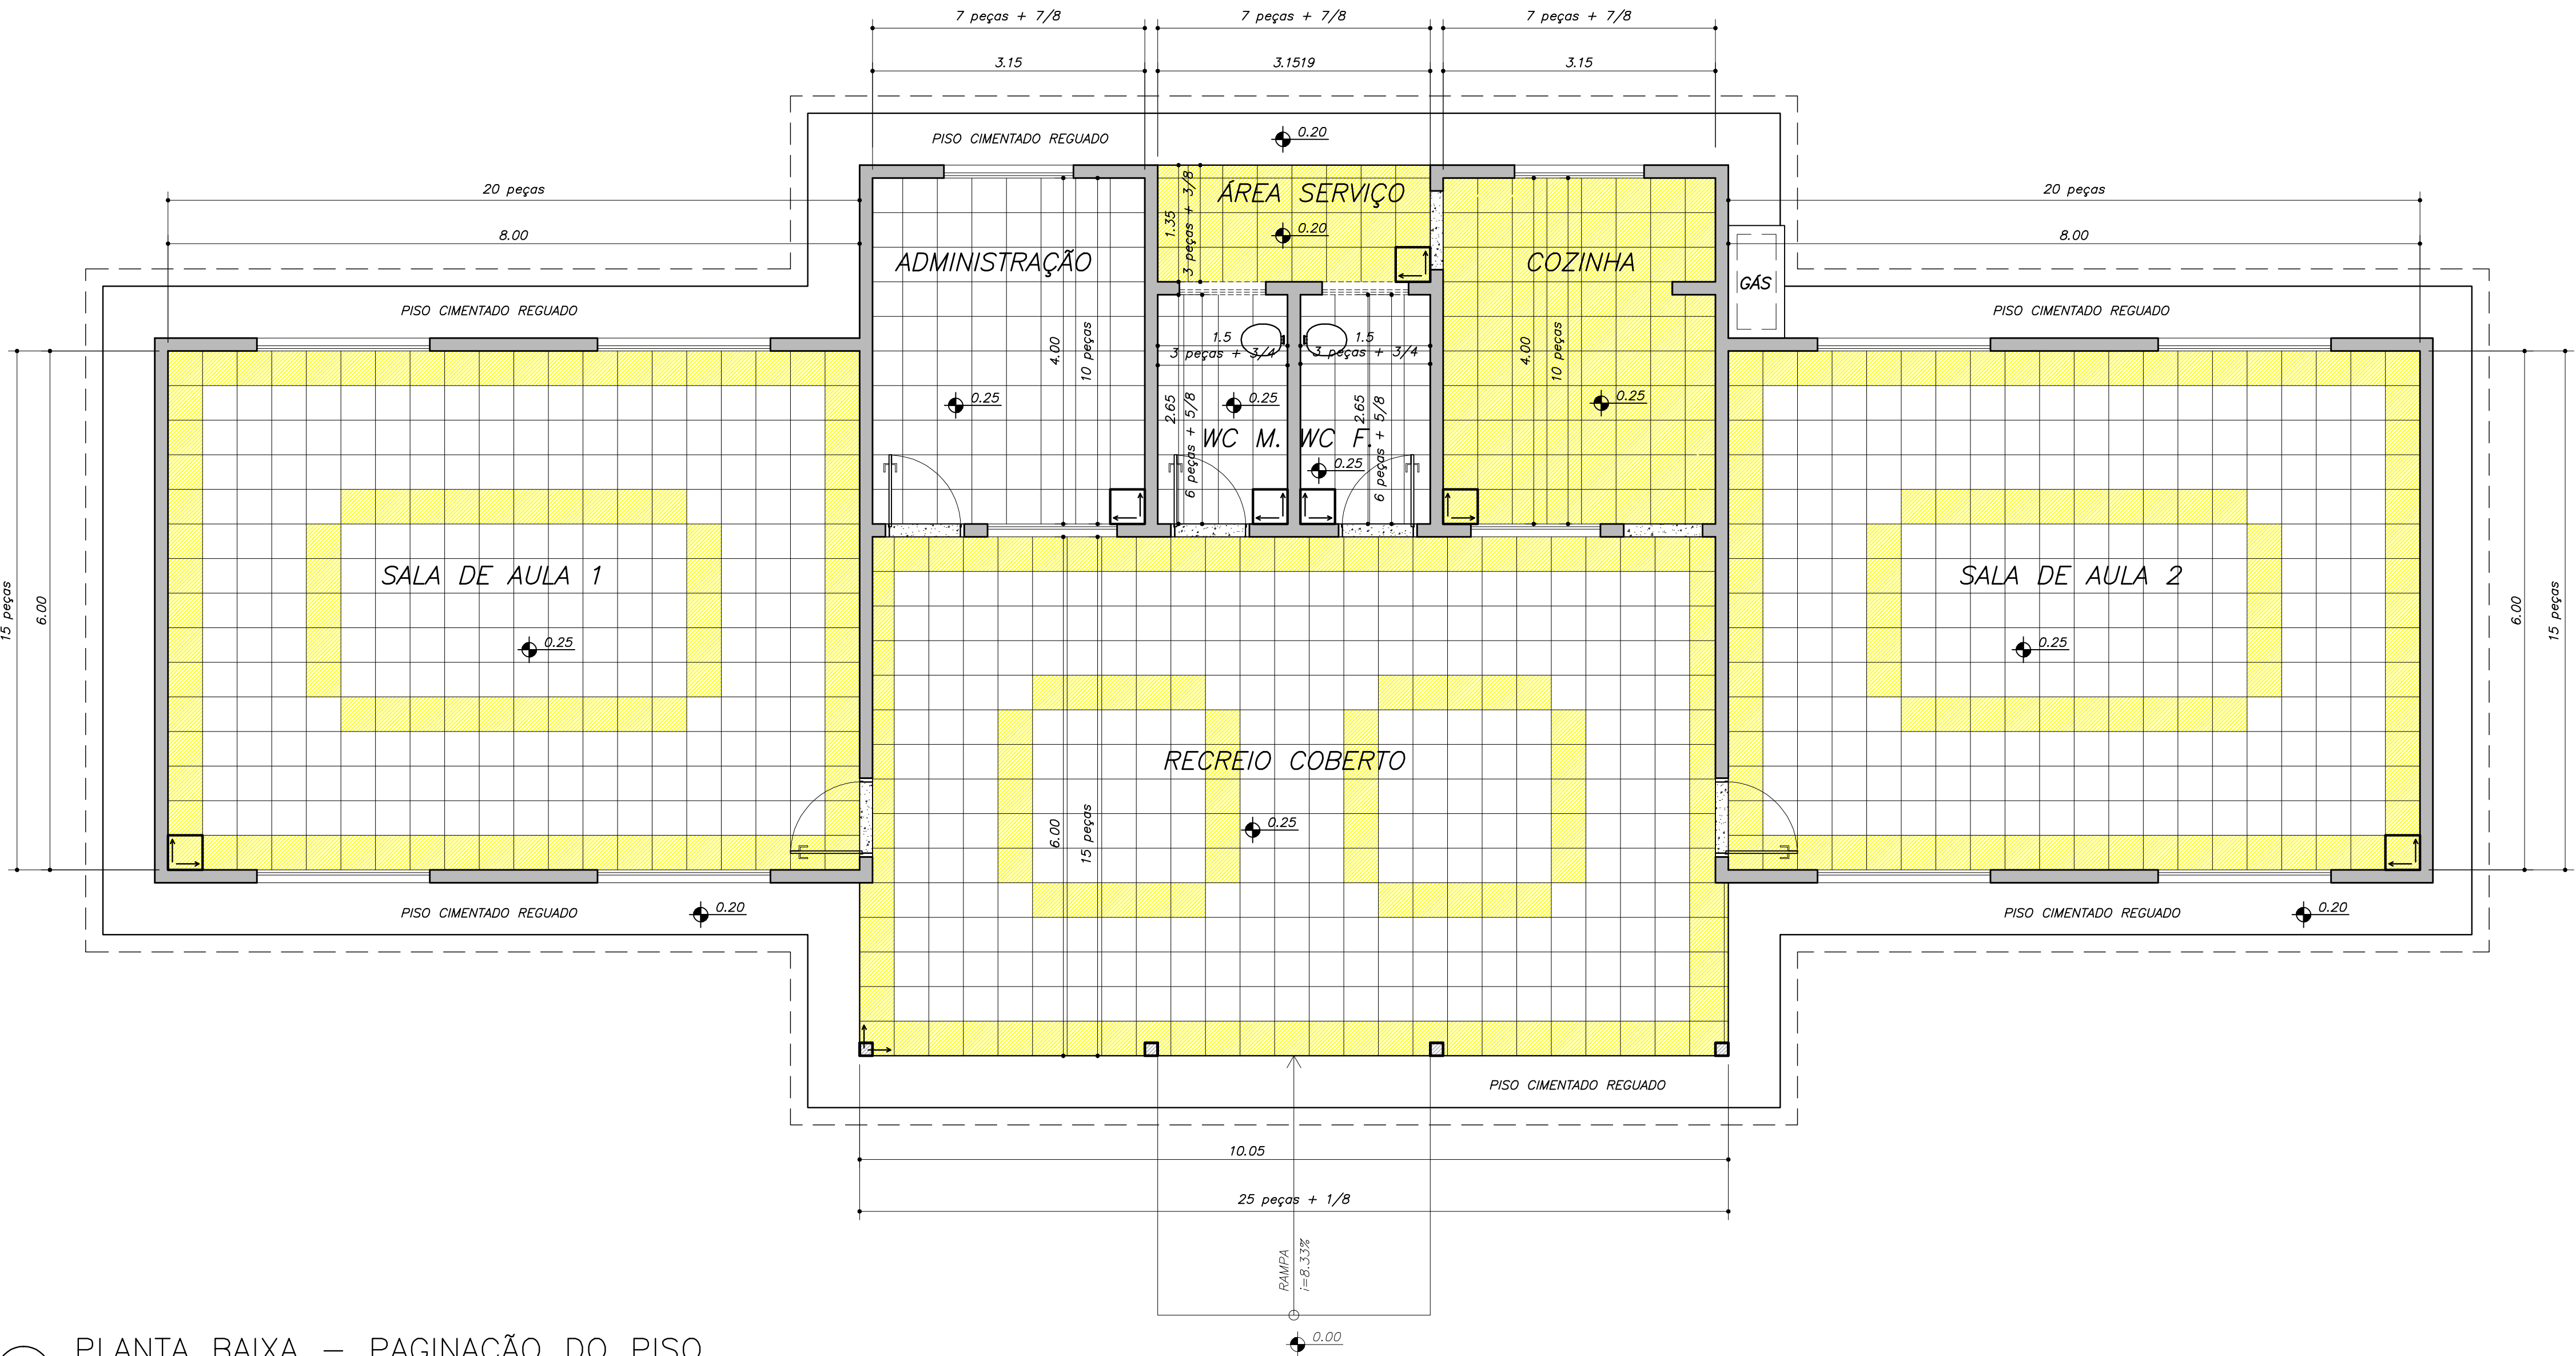 7 peças + 7/8
7 peças + 7/8
7 peças + 7/8
3.15
3.1519
3.15
PISO CIMENTADO REGUADO
0.20
20 peças
20 peças
8.00
8.00
ÁREA SERVIÇO
1.35
3 peças + 3/8
0.20
ADMINISTRAÇÃO
COZINHA
GÁS
PISO CIMENTADO REGUADO
PISO CIMENTADO REGUADO
4.00
10 peças
1.5
3 peças + 3/4
1.5
3 peças + 3/4
4.00
10 peças
0.25
2.65
6 peças + 5/8
0.25
2.65
6 peças + 5/8
0.25
WC M.
WC F.
0.25
15 peças
6.00
SALA DE AULA 1
0.25
SALA DE AULA 2
0.25
6.00
15 peças
RECREIO COBERTO
6.00
15 peças
0.25
PISO CIMENTADO REGUADO
0.20
PISO CIMENTADO REGUADO
0.20
PISO CIMENTADO REGUADO
10.05
25 peças + 1/8
RAMPA
i=8.33%
0.00
PLANTA BAIXA – PAGINAÇÃO DO PISO